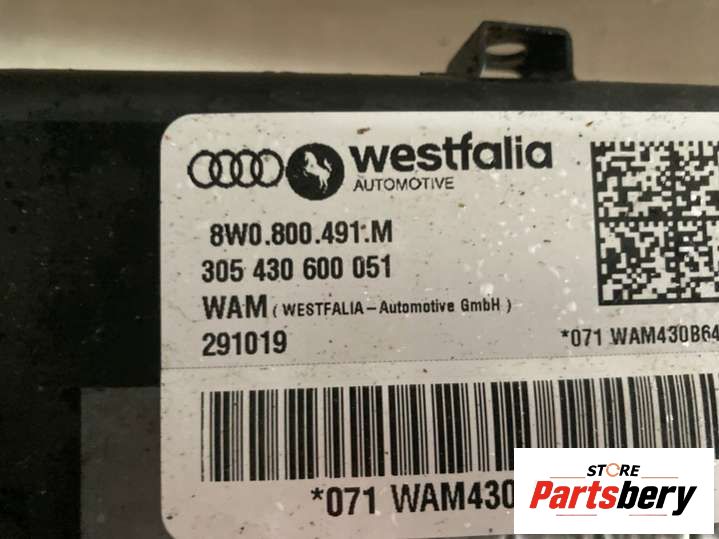 westfalia
AUTOMOTIVE
8W0.800.491.M
305 430 600 051
WAM ( WESTFALIA-Automotive GmbH )
291019
*071 WAM430B64
*071 WAM430
STORE
Partsbery